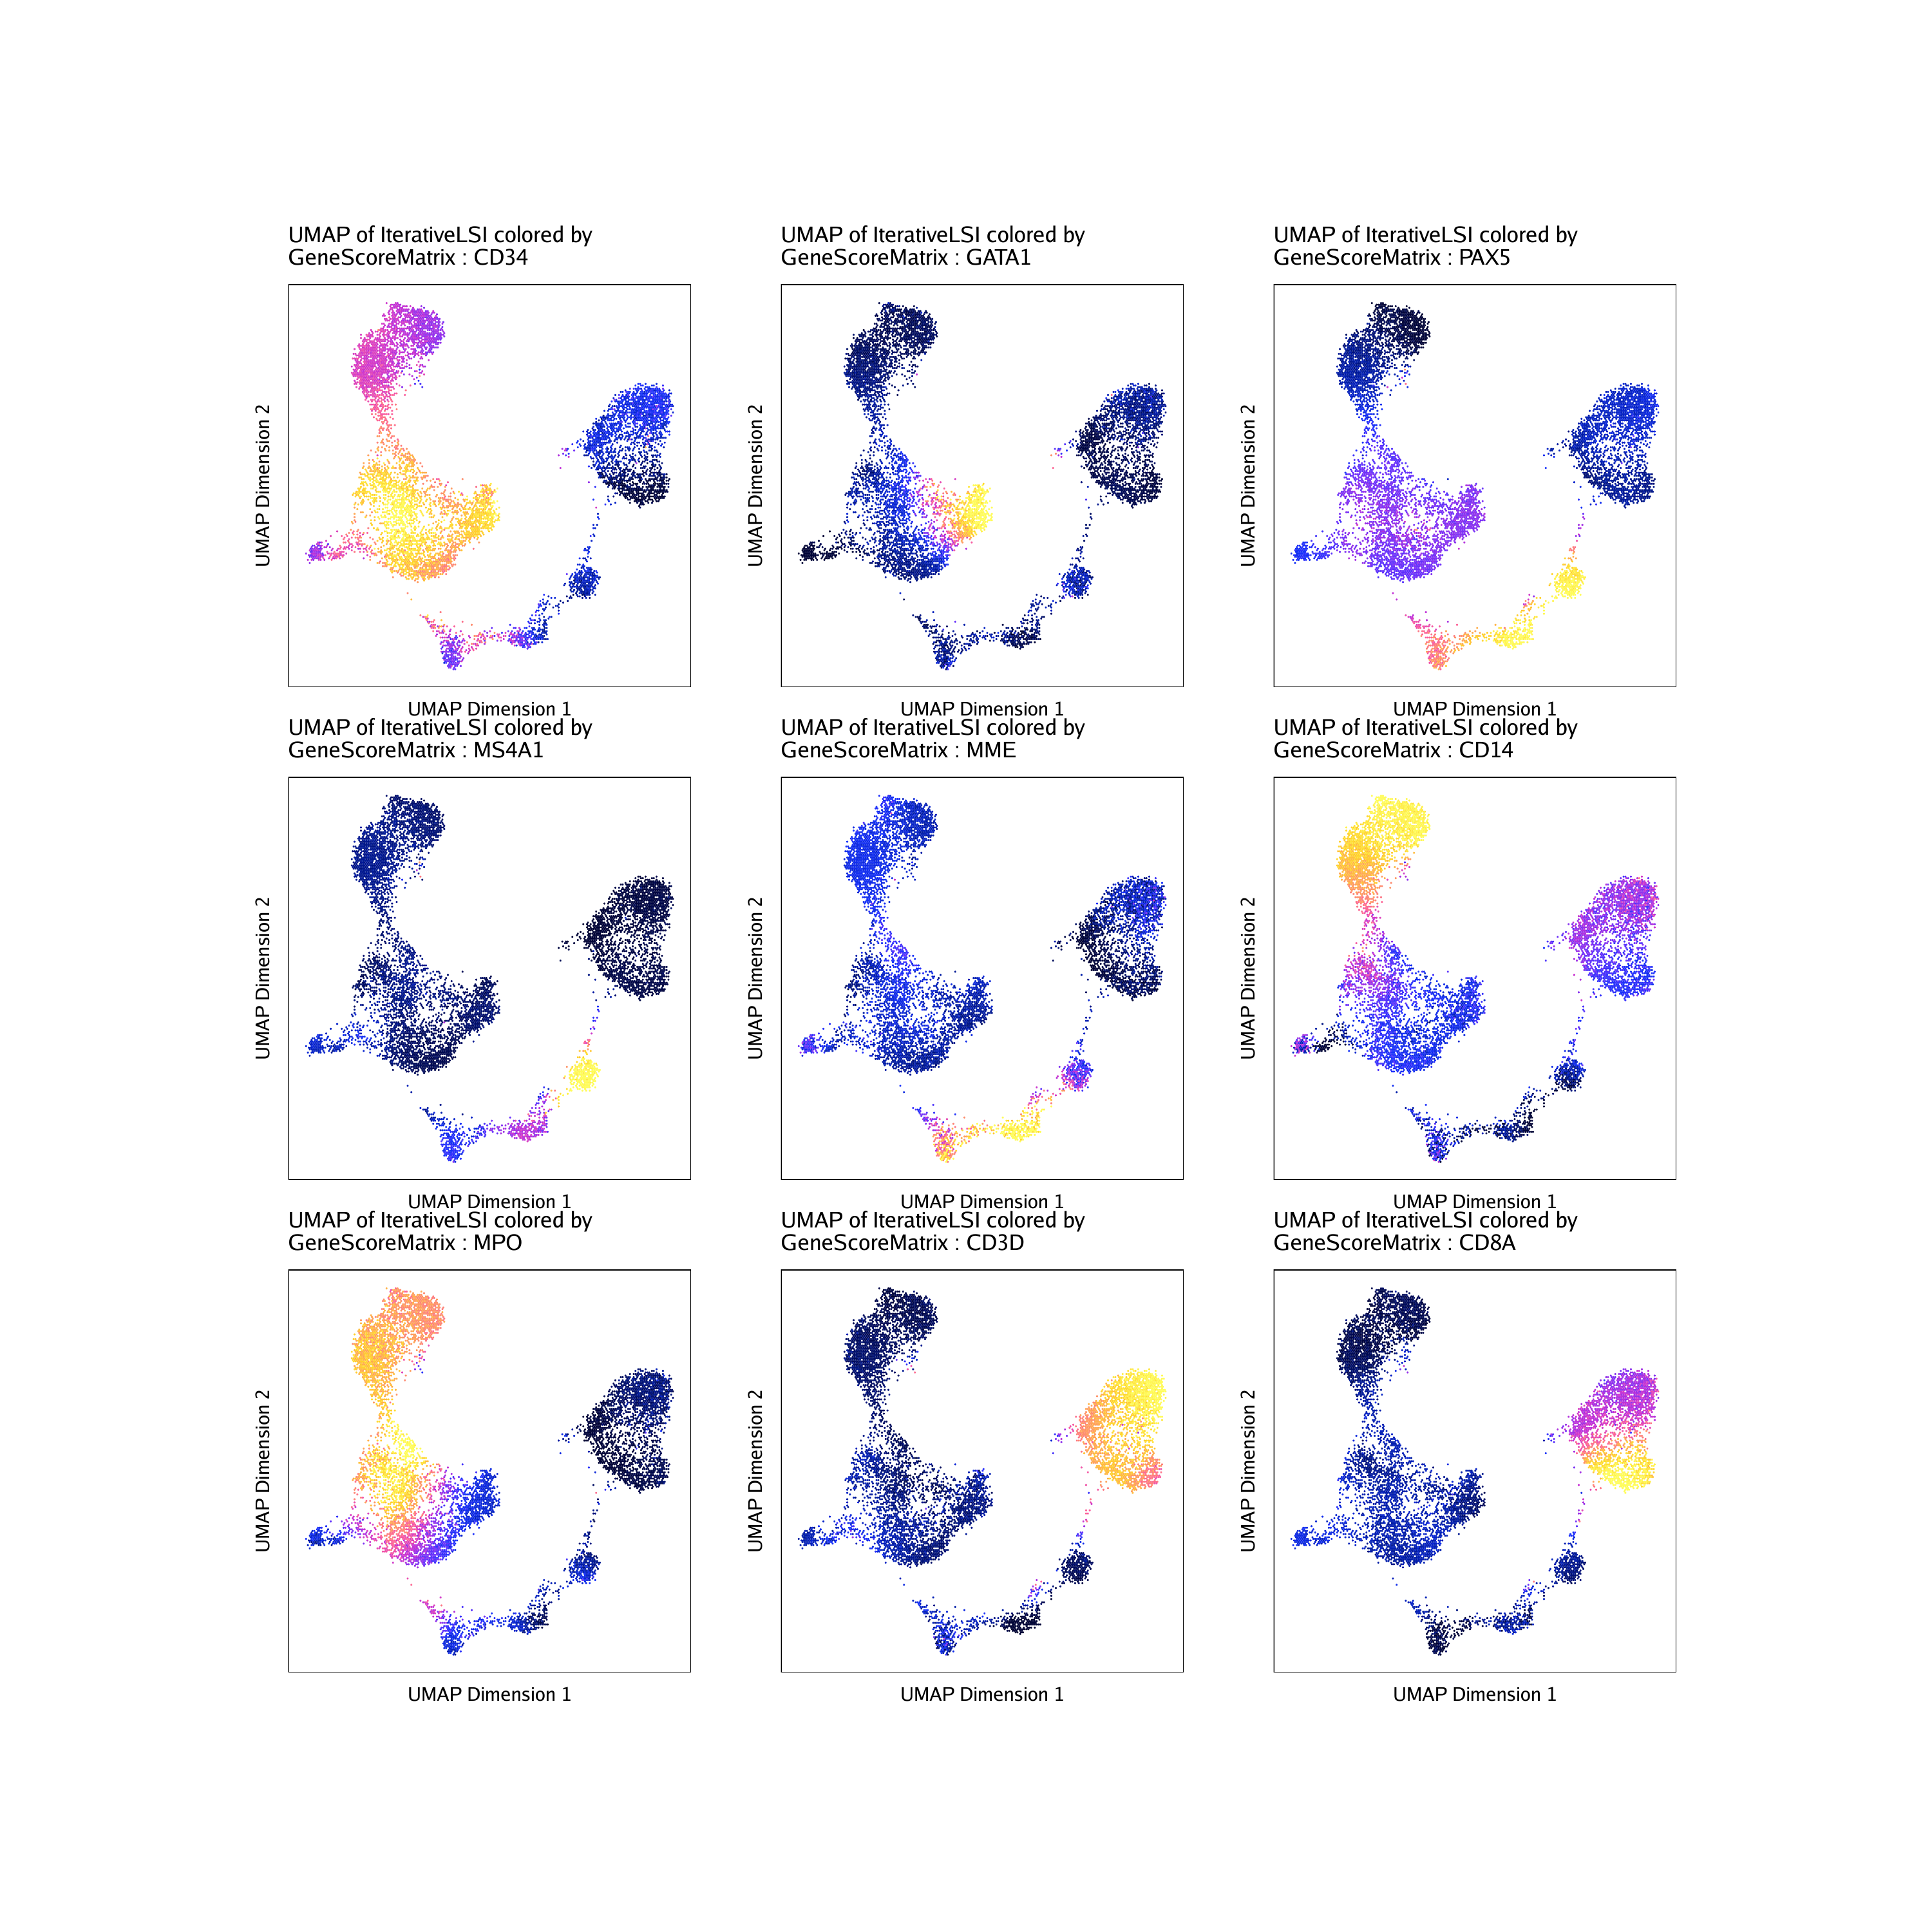 UMAP of IterativeLSI colored by
GeneScoreMatrix : CD34
UMAP Dimension 2
UMAP Dimension 1
UMAP of IterativeLSI colored by
GeneScoreMatrix : GATA1
UMAP Dimension 2
UMAP Dimension 1
UMAP of IterativeLSI colored by
GeneScoreMatrix : PAX5
UMAP Dimension 2
UMAP Dimension 1
UMAP of IterativeLSI colored by
GeneScoreMatrix : MS4A1
UMAP Dimension 2
UMAP Dimension 1
UMAP of IterativeLSI colored by
GeneScoreMatrix : MME
UMAP Dimension 2
UMAP Dimension 1
UMAP of IterativeLSI colored by
GeneScoreMatrix : CD14
UMAP Dimension 2
UMAP Dimension 1
UMAP of IterativeLSI colored by
GeneScoreMatrix : MPO
UMAP Dimension 2
UMAP Dimension 1
UMAP of IterativeLSI colored by
GeneScoreMatrix : CD3D
UMAP Dimension 2
UMAP Dimension 1
UMAP of IterativeLSI colored by
GeneScoreMatrix : CD8A
UMAP Dimension 2
UMAP Dimension 1